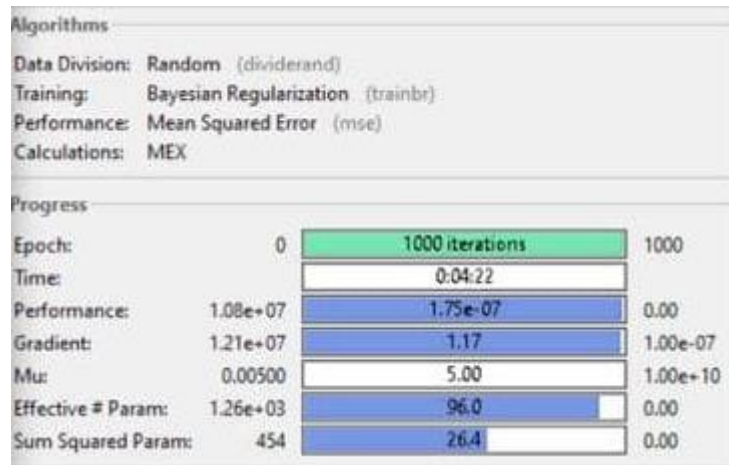 Algorithms
Data Division: Random (dividerand)
Training: Bayesian Regularization (trainbr)
Performance: Mean Squared Error (mse)
Calculations: MEX
Progress
Epoch: 0 1000 iterations 1000
Time: 0:04:22
Performance: 1.08e+07 1.75e-07 0.00
Gradient: 1.21e+07 1.17 1.00e-07
Mu: 0.00500 5.00 1.00e+10
Effective # Param: 1.26e+03 96.0 0.00
Sum Squared Param: 454 26.4 0.00